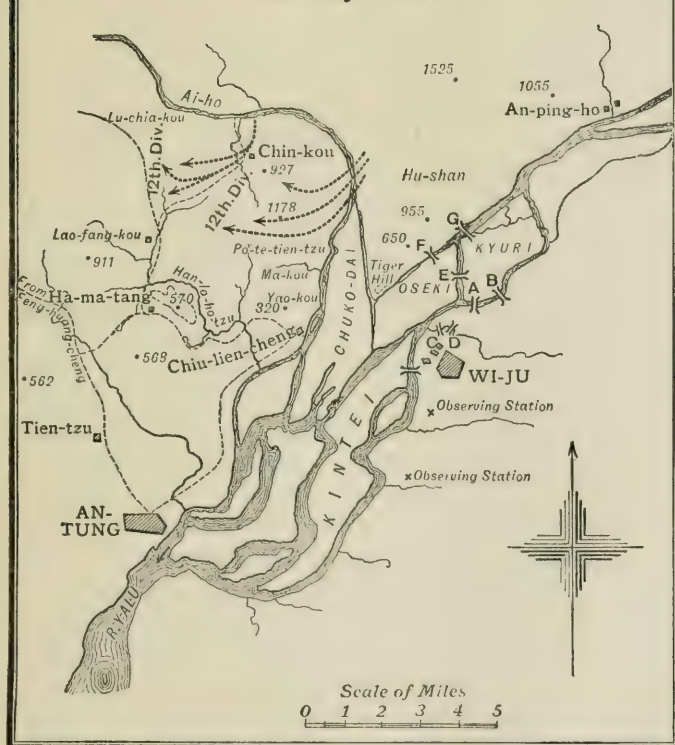 1525
1055
An-ping-ho
Ai-ho
Lu-chia-kou
12th. Div.
Chin-kou
927
12th. Div.
1178
Hu-shan
955
G
650
F
KYURI
Lao-fang-kou
911
Po-te-tien-tzu
Ma-kou
Tiger
Hill
E
OSEKI
A
B
From
Feng-huang-cheng
Han-la-ho-
tzu
Ha-ma-tang
570
320
Yao-kou
CHUKO-DAI
Chiu-lien-cheng
C
D
568
562
WI-JU
Observing Station
Tien-tzu
KINTEI
Observing Station
AN-
TUNG
R. YALU
Scale of Miles
0 1 2 3 4 5